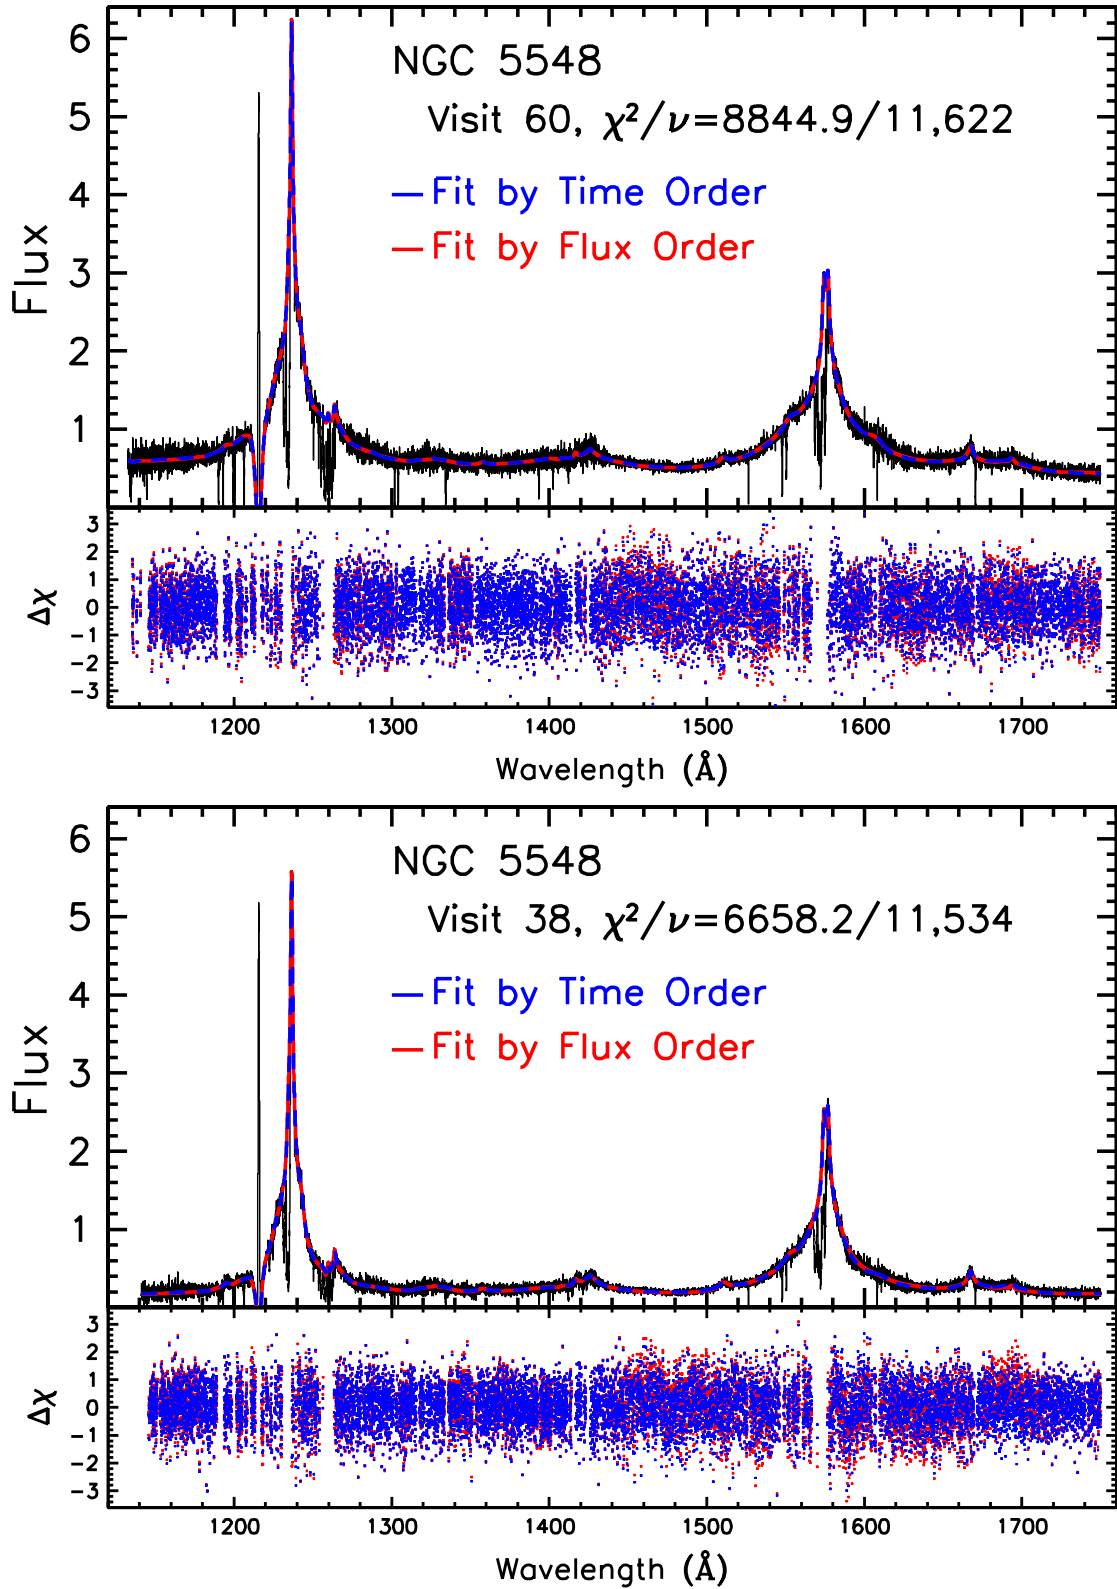 6
5
4
3
2
1
Flux
NGC 5548
Visit 60, χ²/ν=8844.9/11,622
Fit by Time Order
Fit by Flux Order
3
2
1
0
-1
-2
-3
Δχ
1200 1300 1400 1500 1600 1700
Wavelength (Å)
6
5
4
3
2
1
Flux
NGC 5548
Visit 38, χ²/ν=6658.2/11,534
Fit by Time Order
Fit by Flux Order
3
2
1
0
-1
-2
-3
Δχ
1200 1300 1400 1500 1600 1700
Wavelength (Å)